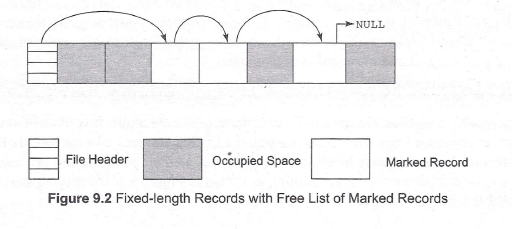 NULL
File Header
Occupied Space
Marked Record
Figure 9.2 Fixed-length Records with Free List of Marked Records